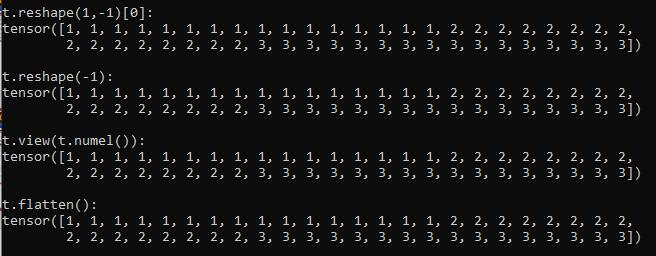 t.reshape(1,-1)[0]:
tensor([1, 1, 1, 1, 1, 1, 1, 1, 1, 1, 1, 1, 1, 1, 1, 1, 2, 2, 2, 2, 2, 2, 2, 2,
2, 2, 2, 2, 2, 2, 2, 2, 3, 3, 3, 3, 3, 3, 3, 3, 3, 3, 3, 3, 3, 3, 3, 3])
t.reshape(-1):
tensor([1, 1, 1, 1, 1, 1, 1, 1, 1, 1, 1, 1, 1, 1, 1, 1, 2, 2, 2, 2, 2, 2, 2, 2,
2, 2, 2, 2, 2, 2, 2, 2, 3, 3, 3, 3, 3, 3, 3, 3, 3, 3, 3, 3, 3, 3, 3, 3])
t.view(t.numel()):
tensor([1, 1, 1, 1, 1, 1, 1, 1, 1, 1, 1, 1, 1, 1, 1, 1, 2, 2, 2, 2, 2, 2, 2, 2,
2, 2, 2, 2, 2, 2, 2, 2, 3, 3, 3, 3, 3, 3, 3, 3, 3, 3, 3, 3, 3, 3, 3, 3])
t.flatten():
tensor([1, 1, 1, 1, 1, 1, 1, 1, 1, 1, 1, 1, 1, 1, 1, 1, 2, 2, 2, 2, 2, 2, 2, 2,
2, 2, 2, 2, 2, 2, 2, 2, 3, 3, 3, 3, 3, 3, 3, 3, 3, 3, 3, 3, 3, 3, 3, 3])